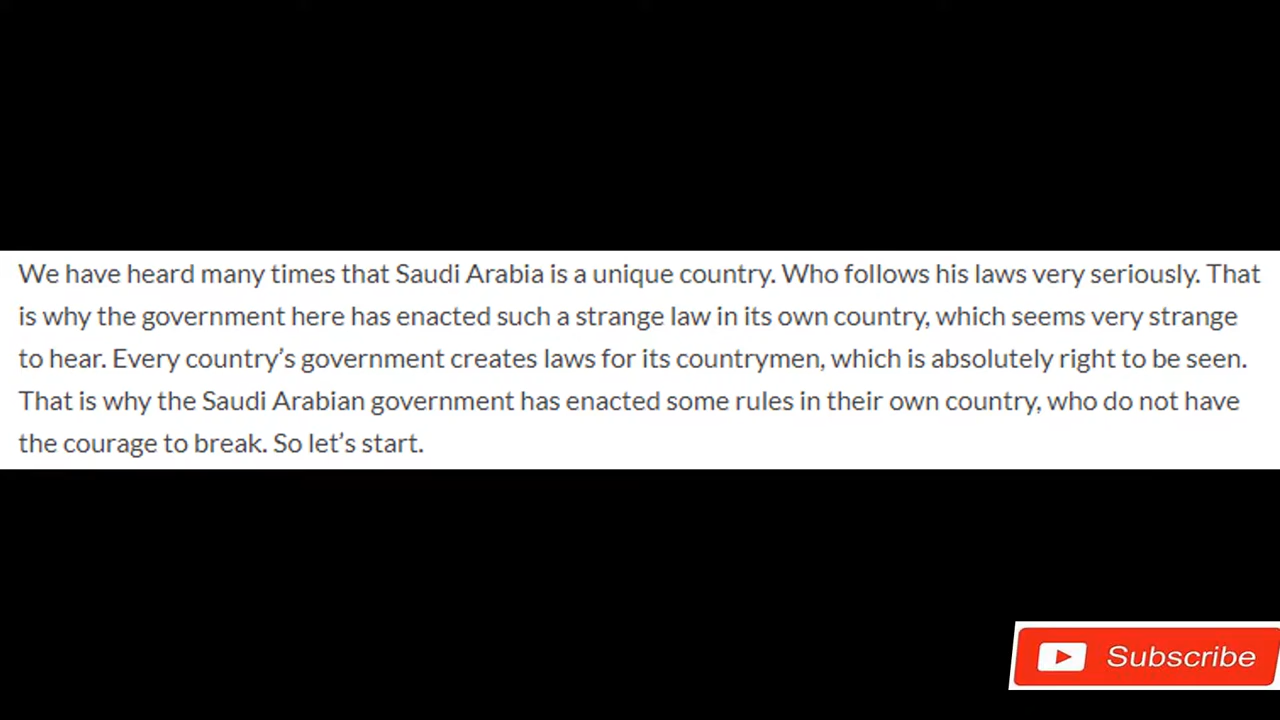 We have heard many times that Saudi Arabia is a unique country. Who follows his laws very seriously. That
is why the government here has enacted such a strange law in its own country, which seems very strange
to hear. Every country’s government creates laws for its countrymen, which is absolutely right to be seen.
That is why the Saudi Arabian government has enacted some rules in their own country, who do not have
the courage to break. So let’s start.
Subscribe